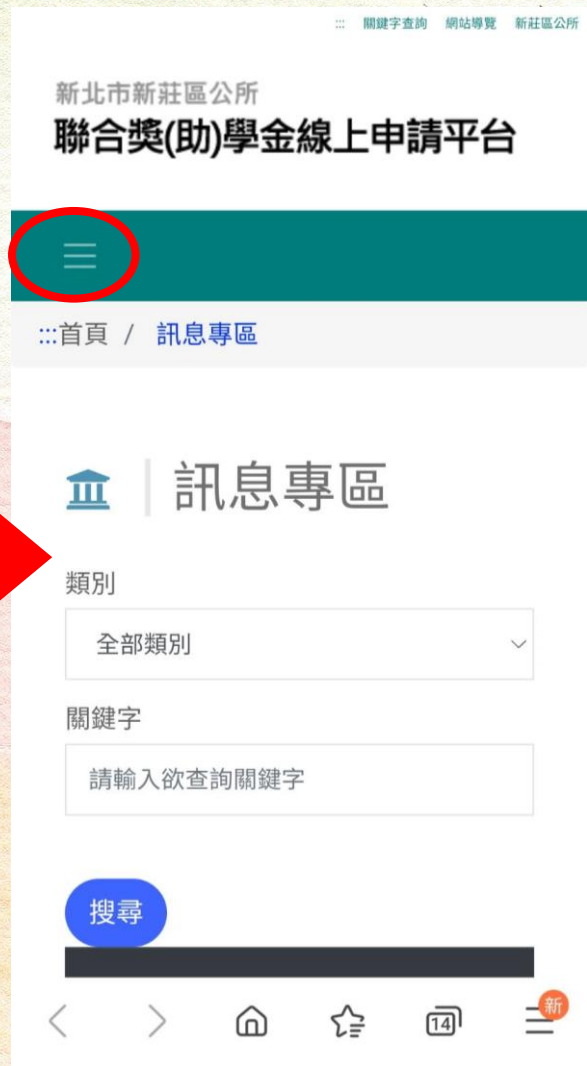 ::: 關鍵字查詢 網站導覽 新莊區公所
新北市新莊區公所
聯合獎(助)學金線上申請平台
:::首頁 / 訊息專區
訊息專區
類別
全部類別
關鍵字
請輸入欲查詢關鍵字
搜尋
14 新